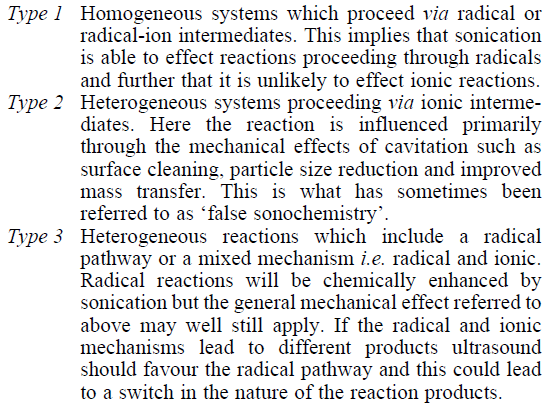 Type 1 Homogeneous systems which proceed via radical or
radical-ion intermediates. This implies that sonication
is able to effect reactions proceeding through radicals
and further that it is unlikely to effect ionic reactions.
Type 2 Heterogeneous systems proceeding via ionic interme-
diates. Here the reaction is influenced primarily
through the mechanical effects of cavitation such as
surface cleaning, particle size reduction and improved
mass transfer. This is what has sometimes been
referred to as ‘false sonochemistry’.
Type 3 Heterogeneous reactions which include a radical
pathway or a mixed mechanism i.e. radical and ionic.
Radical reactions will be chemically enhanced by
sonication but the general mechanical effect referred to
above may well still apply. If the radical and ionic
mechanisms lead to different products ultrasound
should favour the radical pathway and this could lead
to a switch in the nature of the reaction products.